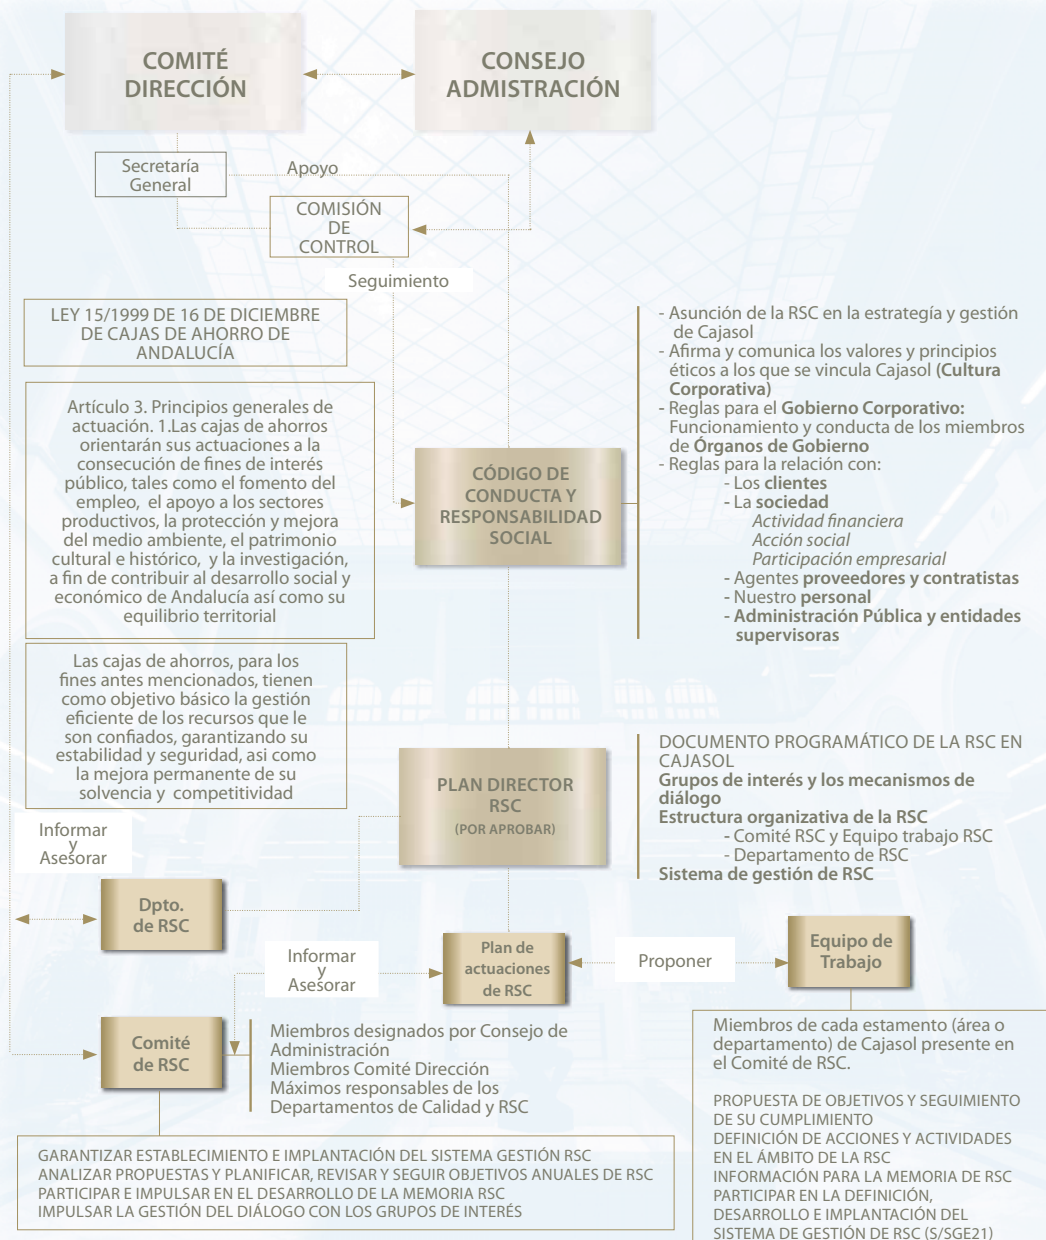 COMITÉ
DIRECCIÓN
CONSEJO
ADMISTRACIÓN
Secretaría
General
Apoyo
COMISIÓN
DE
CONTROL
Seguimiento
LEY 15/1999 DE 16 DE DICIEMBRE
DE CAJAS DE AHORRO DE
ANDALUCÍA
Artículo 3. Principios generales de
actuación. 1.Las cajas de ahorros
orientarán sus actuaciones a la
consecución de fines de interés
público, tales como el fomento del
empleo, el apoyo a los sectores
productivos, la protección y mejora
del medio ambiente, el patrimonio
cultural e histórico, y la investigación,
a fin de contribuir al desarrollo social y
económico de Andalucía así como su
equilibrio territorial
Las cajas de ahorros, para los
fines antes mencionados, tienen
como objetivo básico la gestión
eficiente de los recursos que le
son confiados, garantizando su
estabilidad y seguridad, asi como
la mejora permanente de su
solvencia y competitividad
CÓDIGO DE
CONDUCTA Y
RESPONSABILIDAD
SOCIAL
- Asunción de la RSC en la estrategía y gestión
de Cajasol
- Afirma y comunica los valores y principios
éticos a los que se vincula Cajasol (Cultura
Corporativa)
- Reglas para el Gobierno Corporativo:
Funcionamiento y conducta de los miembros
de Órganos de Gobierno
- Reglas para la relación con:
- Los clientes
- La sociedad
Actividad financiera
Acción social
Participación empresarial
- Agentes proveedores y contratistas
- Nuestro personal
- Administración Pública y entidades
supervisoras
PLAN DIRECTOR
RSC
(POR APROBAR)
DOCUMENTO PROGRAMÁTICO DE LA RSC EN
CAJASOL
Grupos de interés y los mecanismos de
diálogo
Estructura organizativa de la RSC
- Comité RSC y Equipo trabajo RSC
- Departamento de RSC
Sistema de gestión de RSC
Informar
y
Asesorar
Dpto.
de RSC
Informar
y
Asesorar
Plan de
actuaciones
de RSC
Proponer
Equipo de
Trabajo
Comité
de RSC
Miembros designados por Consejo de
Administración
Miembros Comité Dirección
Máximos responsables de los
Departamentos de Calidad y RSC
GARANTIZAR ESTABLECIMIENTO E IMPLANTACIÓN DEL SISTEMA GESTIÓN RSC
ANALIZAR PROPUESTAS Y PLANIFICAR, REVISAR Y SEGUIR OBJETIVOS ANUALES DE RSC
PARTICIPAR E IMPULSAR EN EL DESARROLLO DE LA MEMORIA RSC
IMPULSAR LA GESTIÓN DEL DIÁLOGO CON LOS GRUPOS DE INTERÉS
Miembros de cada estamento (área o
departamento) de Cajasol presente en
el Comité de RSC.
PROPUESTA DE OBJETIVOS Y SEGUIMIENTO
DE SU CUMPLIMIENTO
DEFINICIÓN DE ACCIONES Y ACTIVIDADES
EN EL ÁMBITO DE LA RSC
INFORMACIÓN PARA LA MEMORIA DE RSC
PARTICIPAR EN LA DEFINICIÓN,
DESARROLLO E IMPLANTACIÓN DEL
SISTEMA DE GESTIÓN DE RSC (S/SGE21)